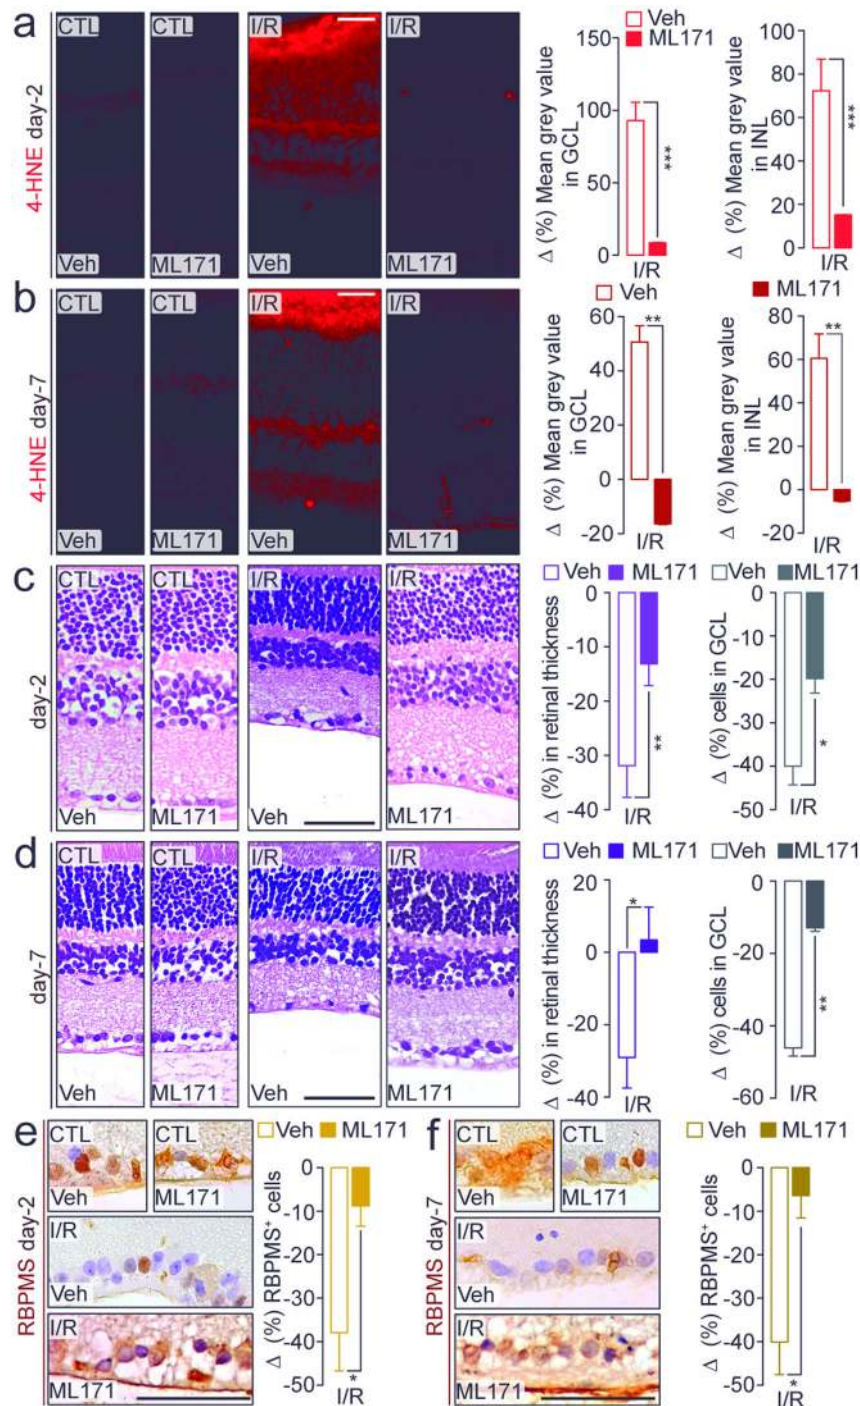 a
4-HNE day-2
CTL
Veh
CTL
ML171
I/R
Veh
I/R
ML171
Veh
ML171
Δ (%) Mean grey value
in GCL
150
100
50
0
***
I/R
Δ (%) Mean grey value
in INL
100
80
60
40
20
0
***
I/R
b
4-HNE day-7
CTL
Veh
CTL
ML171
I/R
Veh
I/R
ML171
Veh
ML171
Δ (%) Mean grey value
in GCL
60
40
20
0
-20
**
I/R
Δ (%) Mean grey value
in INL
80
60
40
20
0
-20
**
I/R
c
day-2
CTL
Veh
CTL
ML171
I/R
Veh
I/R
ML171
Veh ML171
Δ (%) in retinal thickness
0
-10
-20
-30
-40
**
I/R
Veh ML171
Δ (%) cells in GCL
0
-10
-20
-30
-40
-50
*
I/R
d
day-7
CTL
Veh
CTL
ML171
I/R
Veh
I/R
ML171
Veh ML171
Δ (%) in retinal thickness
20
0
-20
-40
*
I/R
Veh ML171
Δ (%) cells in GCL
0
-20
-40
-60
**
I/R
e
RBPMS day-2
CTL
Veh
CTL
ML171
I/R
Veh
I/R
ML171
Veh ML171
Δ (%) RBPMS⁺ cells
0
-10
-20
-30
-40
-50
*
I/R
f
RBPMS day-7
CTL
Veh
CTL
ML171
I/R
Veh
I/R
ML171
Veh ML171
Δ (%) RBPMS⁺ cells
0
-10
-20
-30
-40
-50
*
I/R